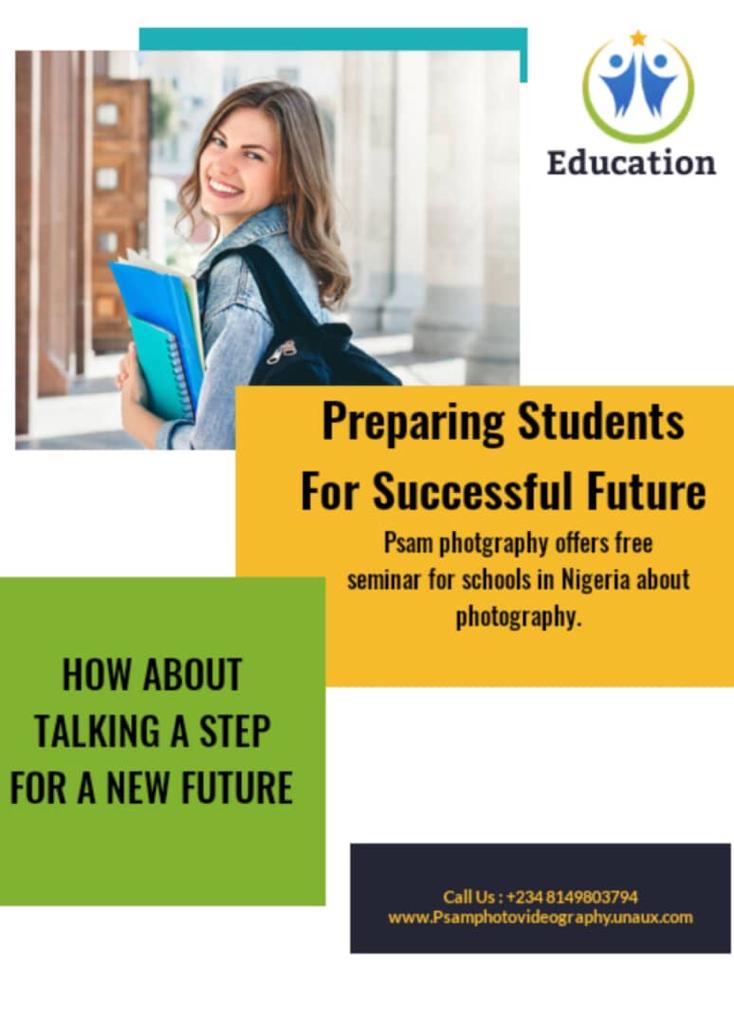 Education
Preparing Students
For Successful Future
Psam photgraphy offers free
seminar for schools in Nigeria about
photography.
HOW ABOUT
TALKING A STEP
FOR A NEW FUTURE
Call Us : +234 8149803794
www.Psamphotovideography.unaux.com